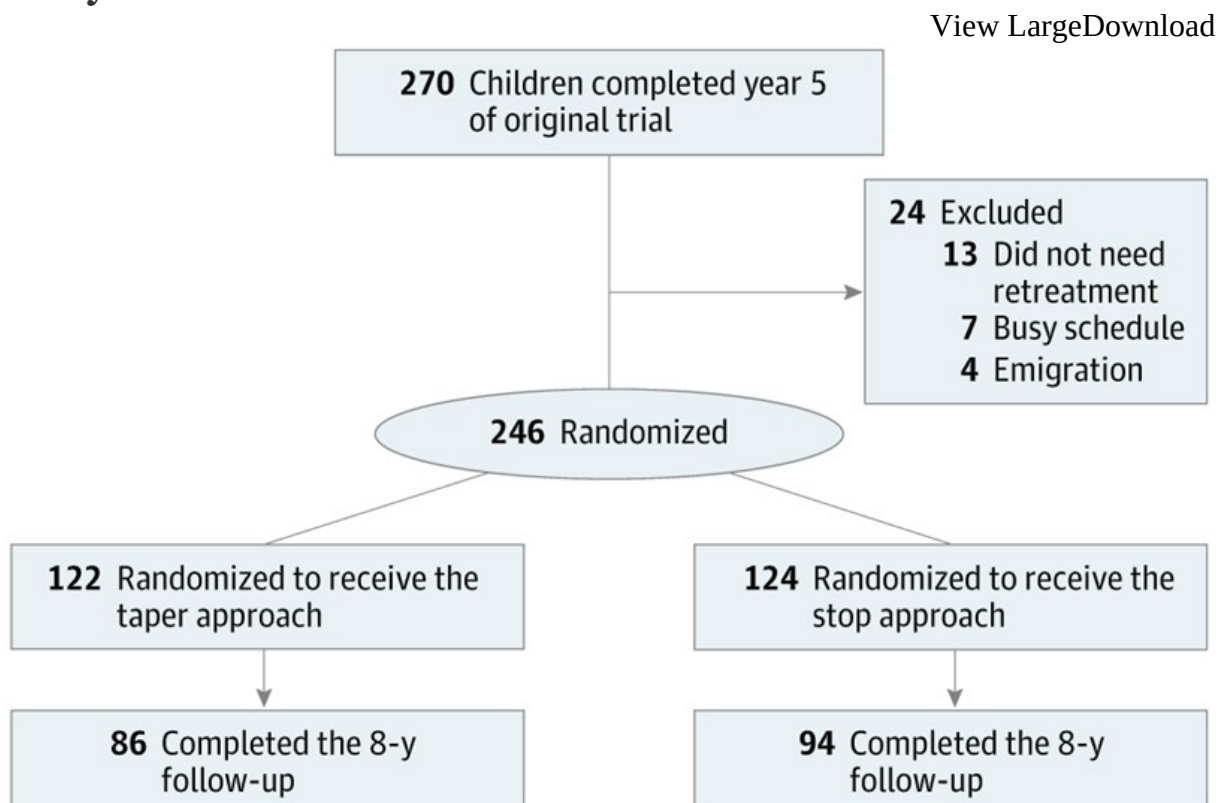 View LargeDownload
270 Children completed year 5
of original trial
24 Excluded
13 Did not need
retreatment
7 Busy schedule
4 Emigration
246 Randomized
122 Randomized to receive the
taper approach
124 Randomized to receive the
stop approach
86 Completed the 8-y
follow-up
94 Completed the 8-y
follow-up